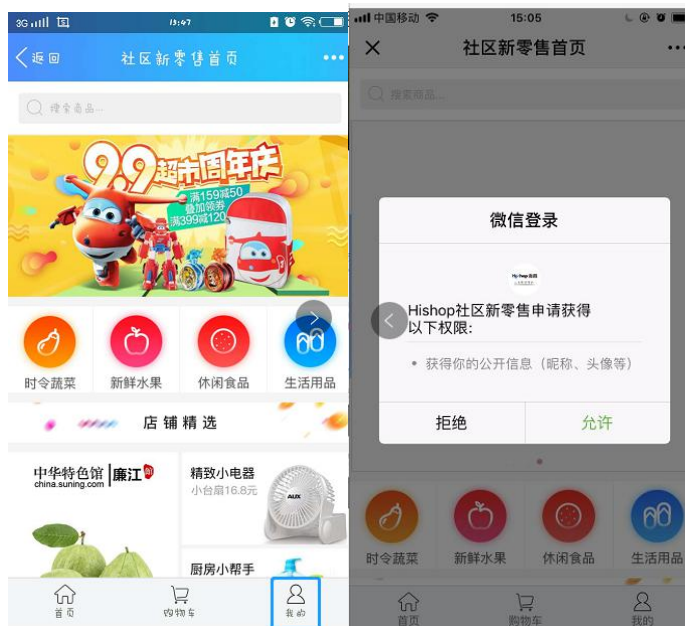 3G
15:47
返回
社区新零售首页
搜索商品...
9.9超市周年庆
满159减50
叠加领券
满399减120
时令蔬菜
新鲜水果
休闲食品
生活用品
店铺精选
中华特色馆
廉江
china.suning.com
精致小电器
小台扇16.8元
AUX
厨房小帮手
首页
购物车
我的
中国移动
15:05
社区新零售首页
搜索商品...
微信登录
Hishop社区新零售申请获得
以下权限:
• 获得你的公开信息(昵称、头像等)
拒绝
允许
时令蔬菜
新鲜水果
休闲食品
生活用品
首页
购物车
我的